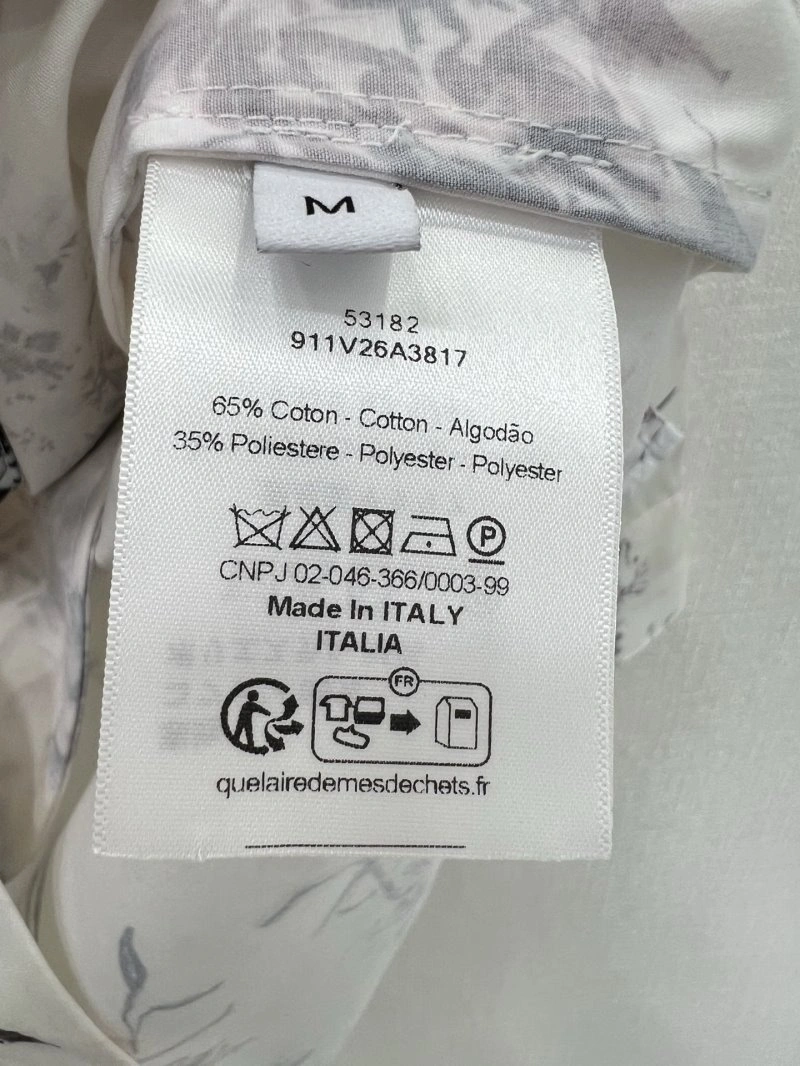 M
53182
911V26A3817
65% Coton - Cotton - Algodão
35% Poliestere - Polyester - Polyester
P
CNPJ 02-046-366/0003-99
Made In ITALY
ITALIA
FR
quelairedemesdechets.fr